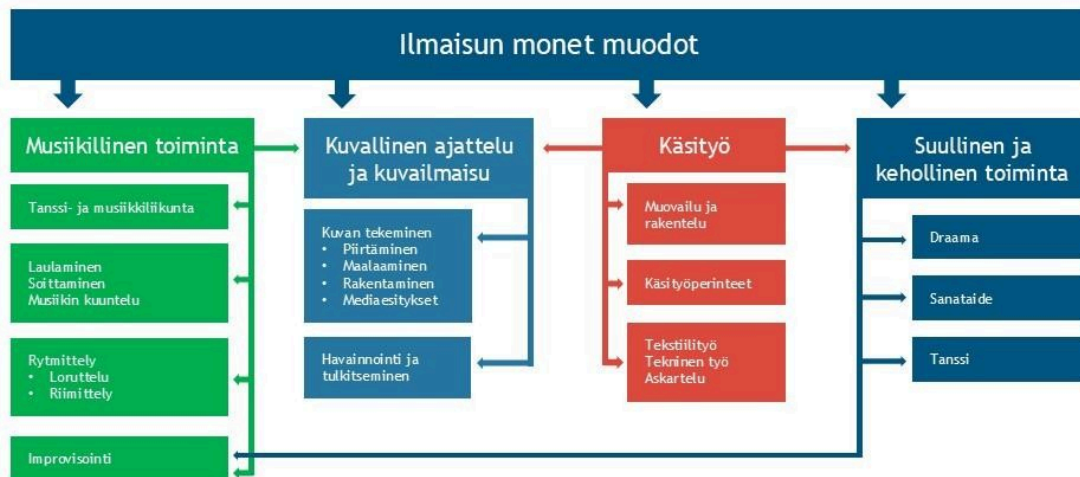 Ilmaisun monet muodot
Musiikillinen toiminta
Tanssi- ja musiikkiliikunta
Laulaminen
Soittaminen
Musiikin kuuntelu
Rytmittely
• Loruttelu
• Riimittely
Improvisointi
Kuvallinen ajattelu
ja kuvailmaisu
Kuvan tekeminen
• Piirtäminen
• Maalaaminen
• Rakentaminen
• Mediaesitykset
Havainnointi ja
tulkitseminen
Käsityö
Muovailu ja
rakentelu
Käsityöperinteet
Tekstiilityö
Tekninen työ
Askartelu
Suullinen ja
kehollinen toiminta
Draama
Sanataide
Tanssi